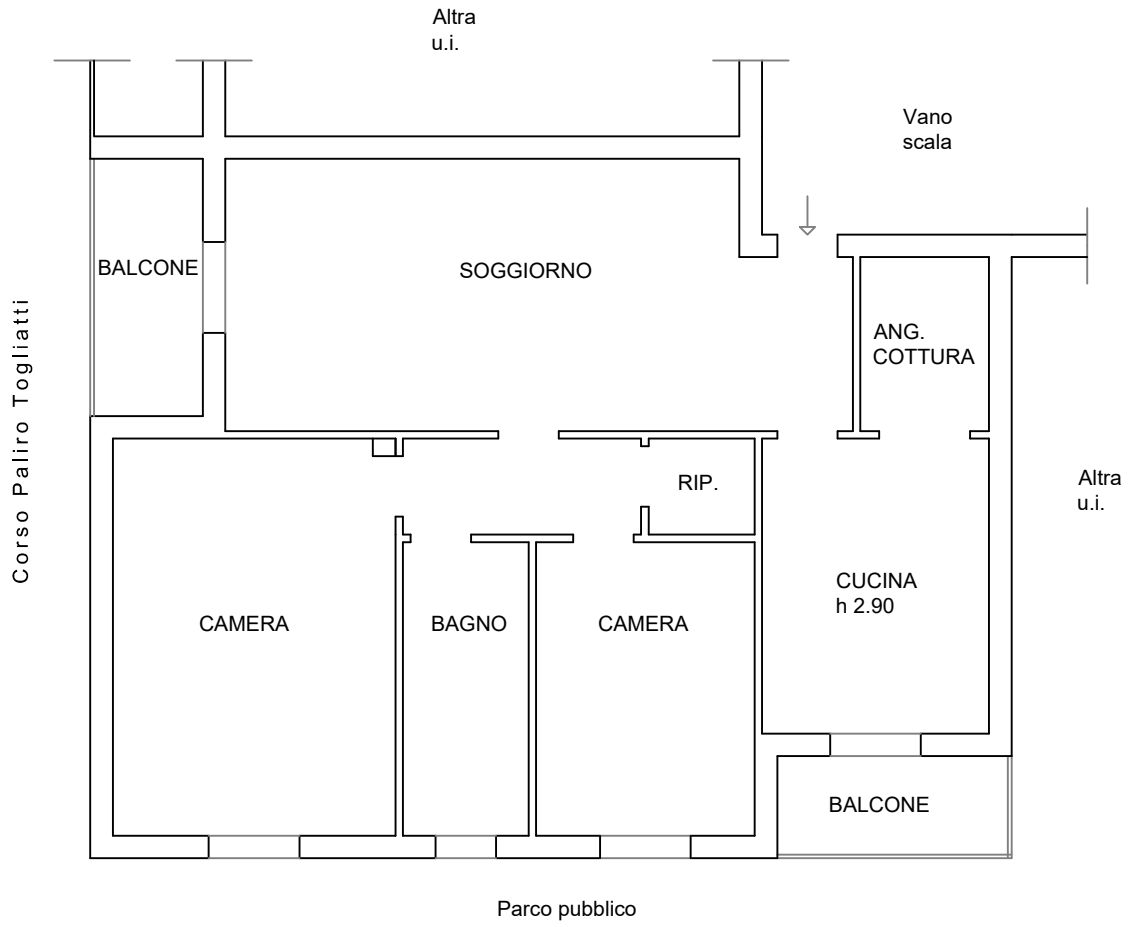 Altra
u.i.
Vano
scala
BALCONE
SOGGIORNO
ANG.
COTTURA
Corso Paliro Togliatti
RIP.
Altra
u.i.
CUCINA
h 2.90
CAMERA
BAGNO
CAMERA
BALCONE
Parco pubblico